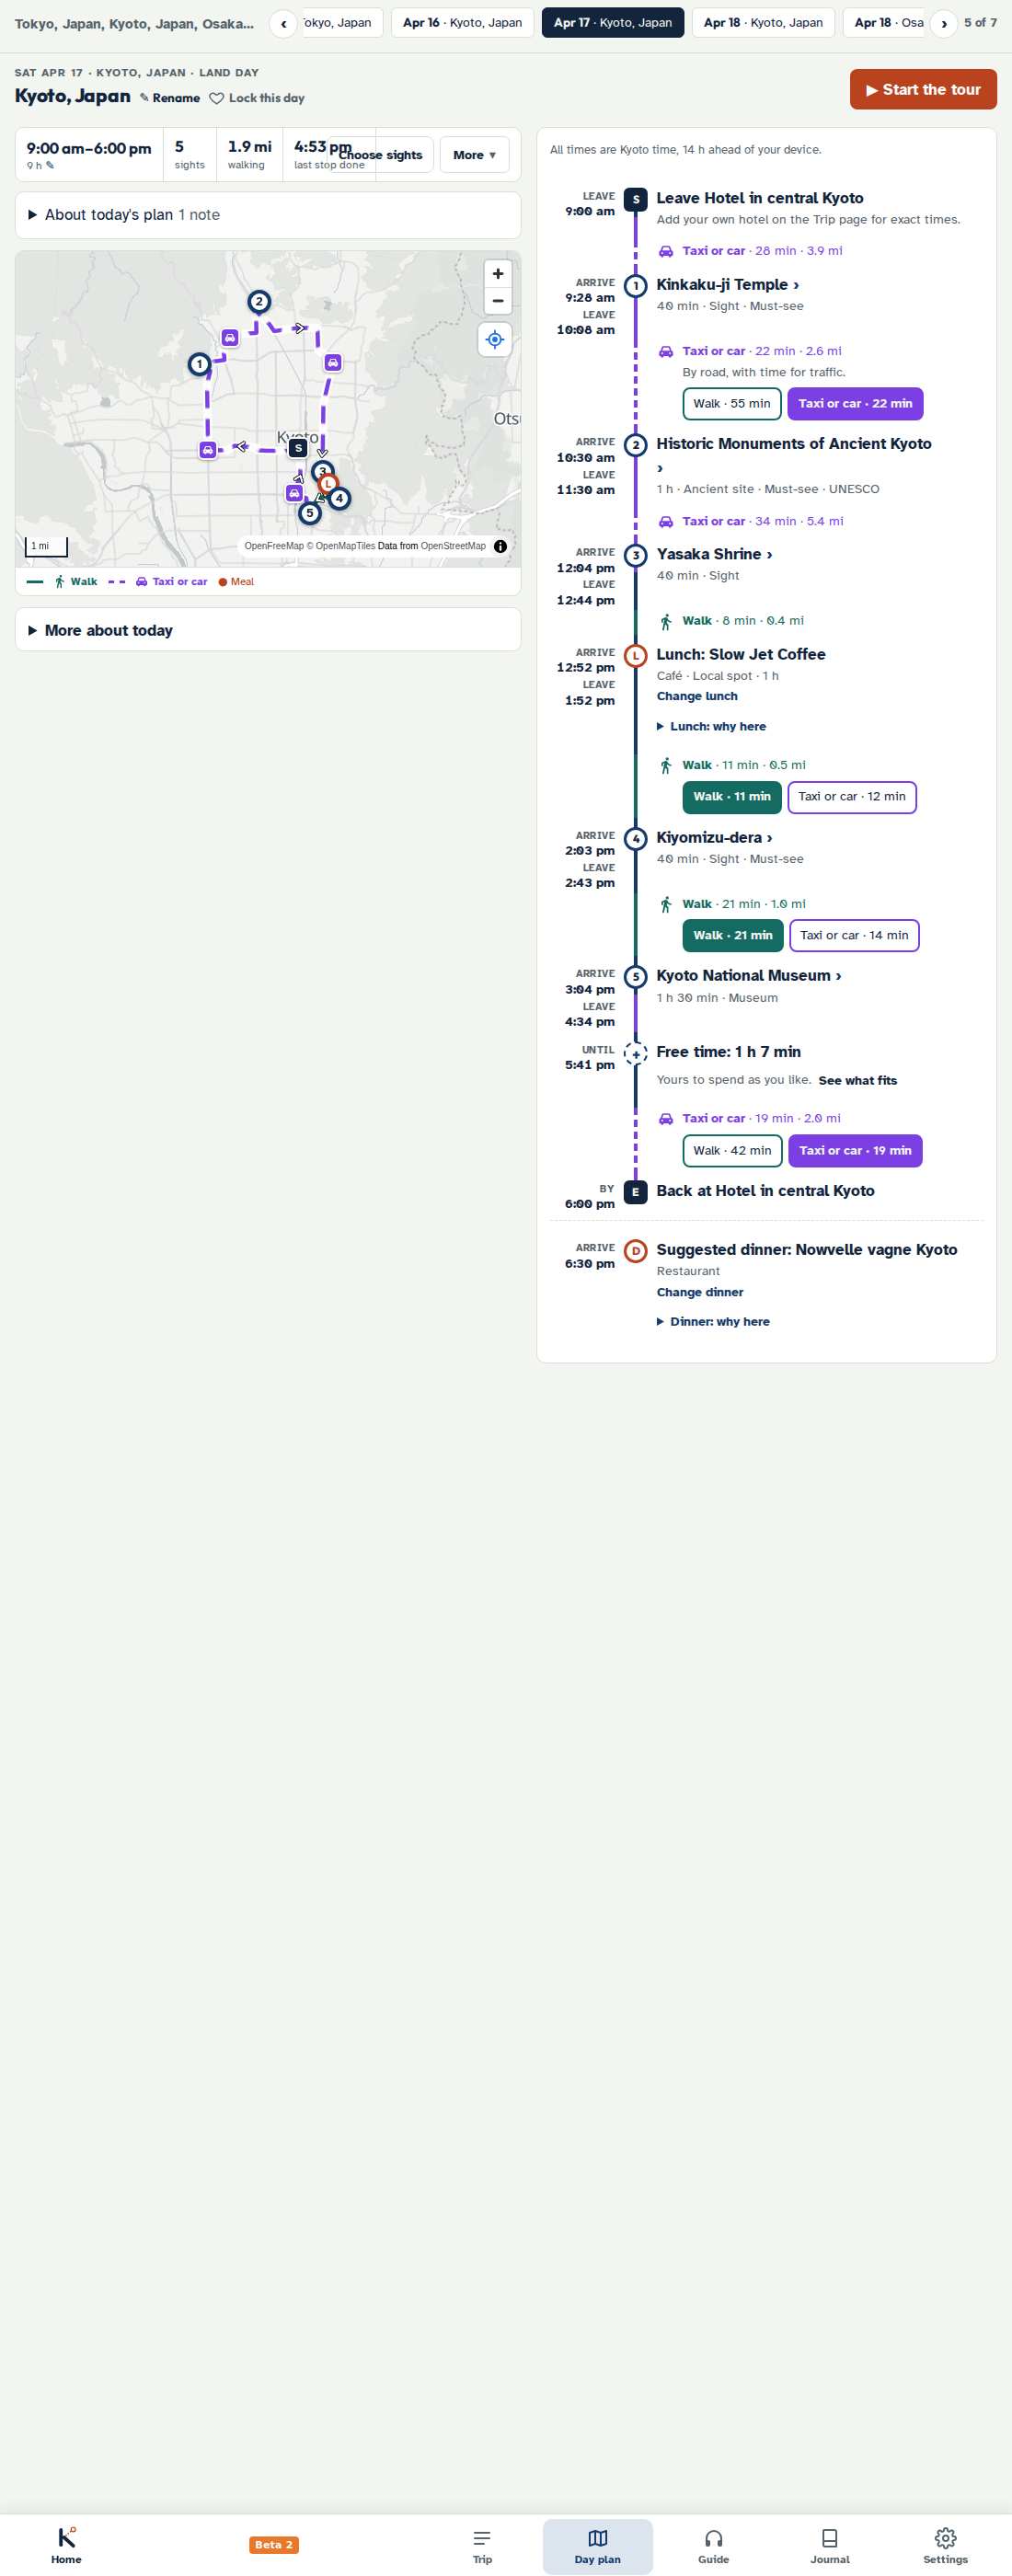 Tokyo, Japan, Kyoto, Japan, Osaka...
‹
okyo, Japan
Apr 16 · Kyoto, Japan
Apr 17 · Kyoto, Japan
Apr 18 · Kyoto, Japan
Apr 18 · Osa
›
5 of 7
SAT APR 17 · KYOTO, JAPAN · LAND DAY
Kyoto, Japan
✎ Rename
Lock this day
▶ Start the tour
9:00 am–6:00 pm
9 h ✎
5
sights
1.9 mi
walking
4:53 pm
last stop done
Choose sights
More ▾
▶ About today's plan 1 note
2
1
Kyoto
S
3
L
4
5
Otsu
+
−
1 mi
OpenFreeMap © OpenMapTiles Data from OpenStreetMap
Walk
Taxi or car
Meal
▶ More about today
All times are Kyoto time, 14 h ahead of your device.
LEAVE
9:00 am
S
Leave Hotel in central Kyoto
Add your own hotel on the Trip page for exact times.
Taxi or car · 28 min · 3.9 mi
ARRIVE
9:28 am
LEAVE
10:08 am
1
Kinkaku-ji Temple ›
40 min · Sight · Must-see
Taxi or car · 22 min · 2.6 mi
By road, with time for traffic.
Walk · 55 min
Taxi or car · 22 min
ARRIVE
10:30 am
LEAVE
11:30 am
2
Historic Monuments of Ancient Kyoto
›
1 h · Ancient site · Must-see · UNESCO
Taxi or car · 34 min · 5.4 mi
ARRIVE
12:04 pm
LEAVE
12:44 pm
3
Yasaka Shrine ›
40 min · Sight
Walk · 8 min · 0.4 mi
ARRIVE
12:52 pm
LEAVE
1:52 pm
L
Lunch: Slow Jet Coffee
Café · Local spot · 1 h
Change lunch
▶ Lunch: why here
Walk · 11 min · 0.5 mi
Walk · 11 min
Taxi or car · 12 min
ARRIVE
2:03 pm
LEAVE
2:43 pm
4
Kiyomizu-dera ›
40 min · Sight · Must-see
Walk · 21 min · 1.0 mi
Walk · 21 min
Taxi or car · 14 min
ARRIVE
3:04 pm
LEAVE
4:34 pm
5
Kyoto National Museum ›
1 h 30 min · Museum
UNTIL
5:41 pm
+
Free time: 1 h 7 min
Yours to spend as you like. See what fits
Taxi or car · 19 min · 2.0 mi
Walk · 42 min
Taxi or car · 19 min
BY
6:00 pm
E
Back at Hotel in central Kyoto
ARRIVE
6:30 pm
D
Suggested dinner: Nowvelle vagne Kyoto
Restaurant
Change dinner
▶ Dinner: why here
Home
Beta 2
Trip
Day plan
Guide
Journal
Settings